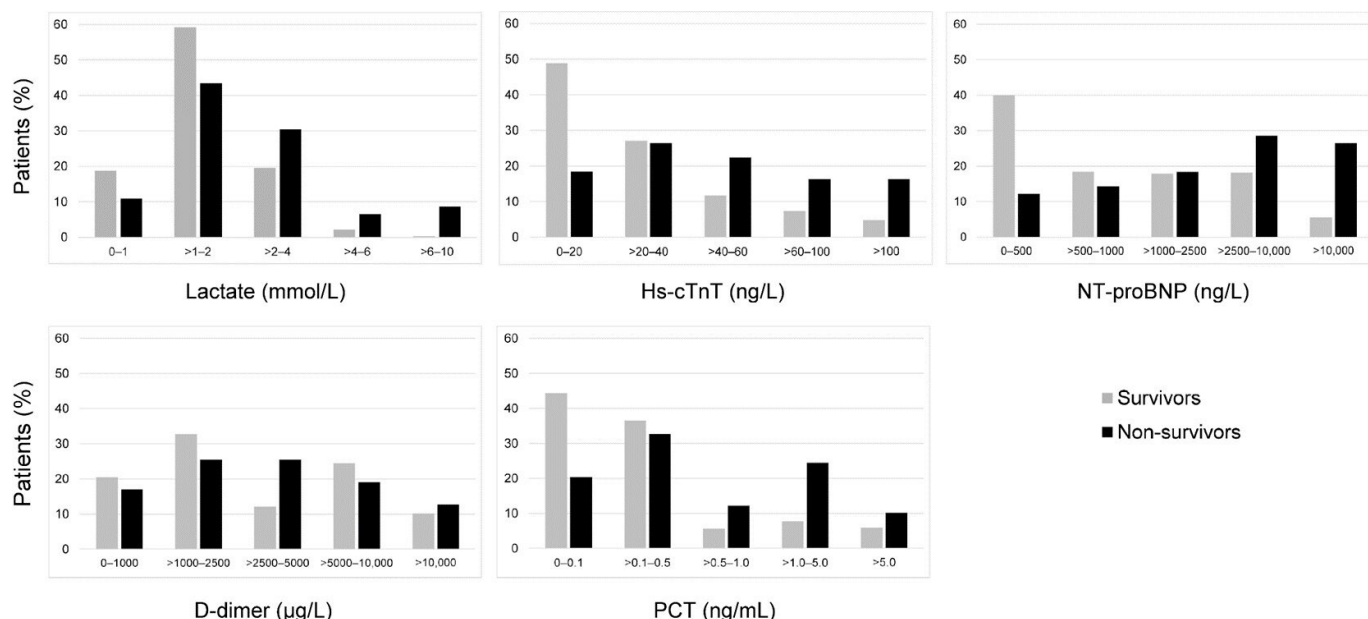 60
50
40
30
20
10
0
Patients (%)
0–1 >1–2 >2–4 >4–6 >6–10
Lactate (mmol/L)
60
50
40
30
20
10
0
0–20 >20–40 >40–60 >60–100 >100
Hs-cTnT (ng/L)
60
50
40
30
20
10
0
0–500 >500–1000 >1000–2500 >2500–10,000 >10,000
NT-proBNP (ng/L)
60
50
40
30
20
10
0
Patients (%)
0–1000 >1000–2500 >2500–5000 >5000–10,000 >10,000
D-dimer (µg/L)
60
50
40
30
20
10
0
0–0.1 >0.1–0.5 >0.5–1.0 >1.0–5.0 >5.0
PCT (ng/mL)
Survivors
Non-survivors